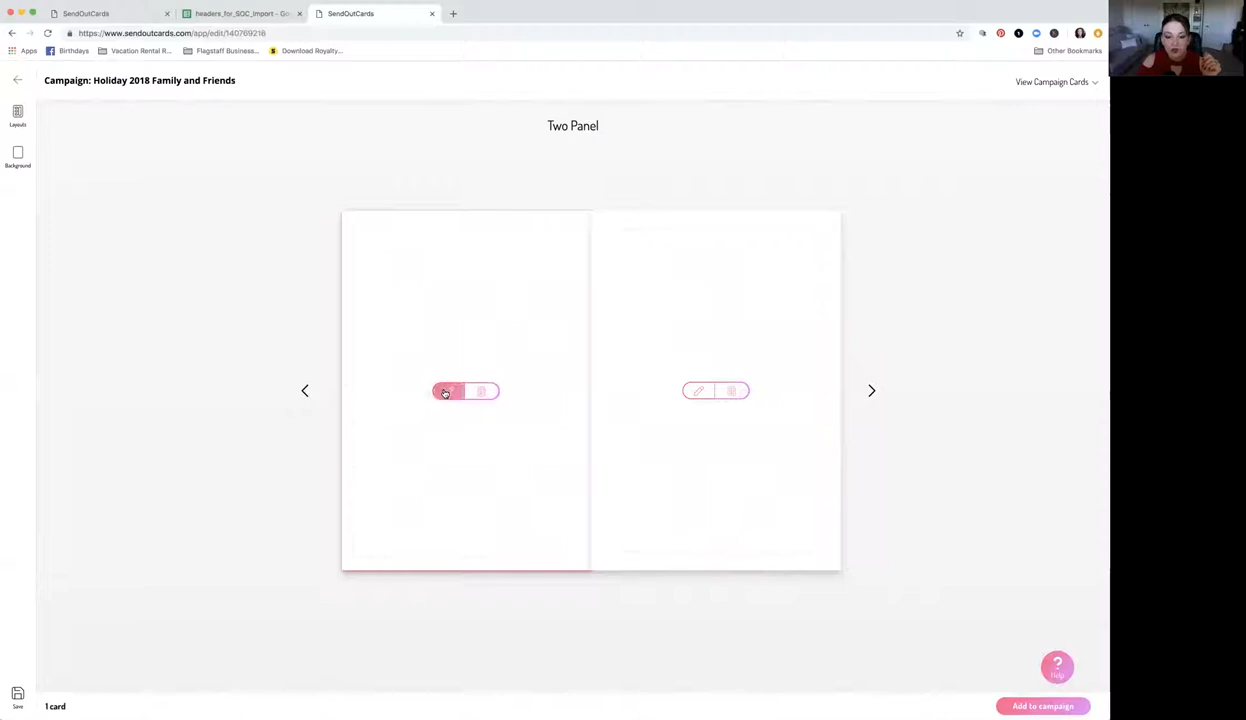 SendOutCards
headers_for_SOC_Import - Go
SendOutCards
https://www.sendoutcards.com/app/edit/140769216
Apps
Birthdays
Vacation Rental R...
Flagstaff Business...
Download Royalty...
Other Bookmarks
Campaign: Holiday 2018 Family and Friends
View Campaign Cards
Layouts
Two Panel
Background
?
Help
Save
1 card
Add to campaign